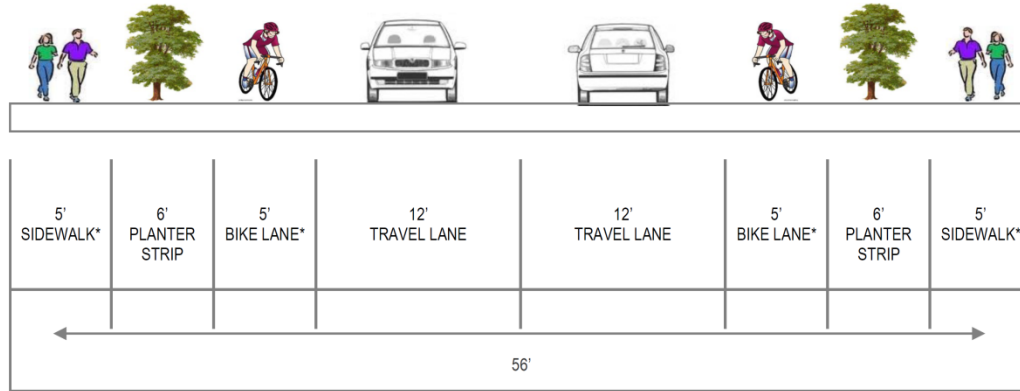 5’
SIDEWALK*
6’
PLANTER
STRIP
5’
BIKE LANE*
12’
TRAVEL LANE
12’
TRAVEL LANE
5’
BIKE LANE*
6’
PLANTER
STRIP
5’
SIDEWALK*
56’